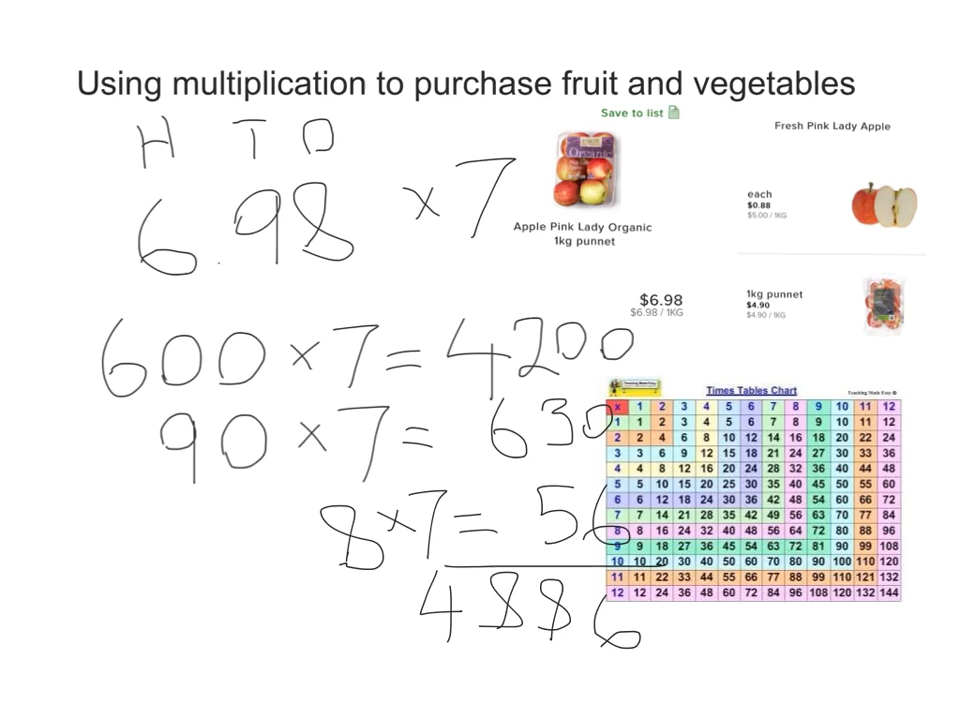 Using multiplication to purchase fruit and vegetables
H T O
6.98 × 7
600 × 7 = 4200
90 × 7 = 630
8 × 7 = 56
4886
Save to list
Organic
Apple Pink Lady Organic
1kg punnet
$6.98
$6.98 / 1KG
Fresh Pink Lady Apple
each
$0.88
$5.00 / 1KG
1kg punnet
$4.90
$4.90 / 1KG
Teaching Made Easy
Times Tables Chart
Teaching Made Easy ©
x 1 2 3 4 5 6 7 8 9 10 11 12
1 1 2 3 4 5 6 7 8 9 10 11 12
2 2 4 6 8 10 12 14 16 18 20 22 24
3 3 6 9 12 15 18 21 24 27 30 33 36
4 4 8 12 16 20 24 28 32 36 40 44 48
5 5 10 15 20 25 30 35 40 45 50 55 60
6 6 12 18 24 30 36 42 48 54 60 66 72
7 7 14 21 28 35 42 49 56 63 70 77 84
8 8 16 24 32 40 48 56 64 72 80 88 96
9 9 18 27 36 45 54 63 72 81 90 99 108
10 10 20 30 40 50 60 70 80 90 100 110 120
11 11 22 33 44 55 66 77 88 99 110 121 132
12 12 24 36 48 60 72 84 96 108 120 132 144